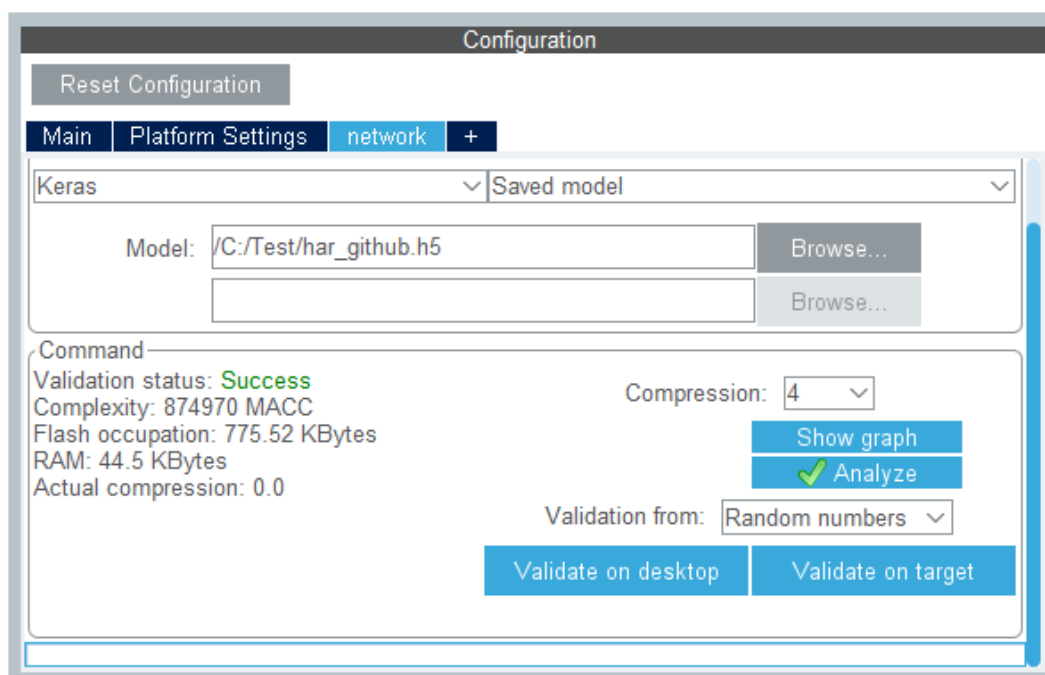 Configuration
Reset Configuration
Main Platform Settings network +
Keras Saved model
Model: /C:/Test/har_github.h5 Browse...
Browse...
Command
Validation status: Success
Complexity: 874970 MACC
Flash occupation: 775.52 KBytes
RAM: 44.5 KBytes
Actual compression: 0.0
Compression: 4
Show graph
Analyze
Validation from: Random numbers
Validate on desktop Validate on target